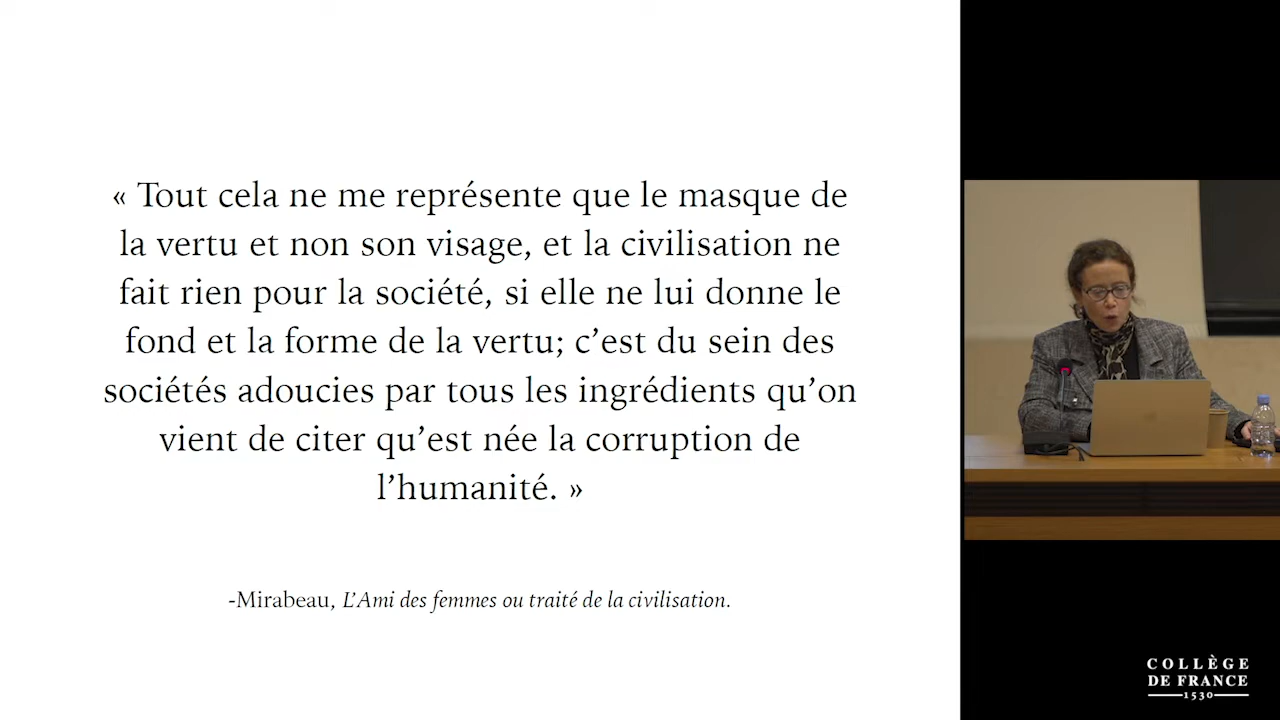 « Tout cela ne me représente que le masque de
la vertu et non son visage, et la civilisation ne
fait rien pour la société, si elle ne lui donne le
fond et la forme de la vertu; c’est du sein des
sociétés adoucies par tous les ingrédients qu’on
vient de citer qu’est née la corruption de
l’humanité. »
-Mirabeau, L’Ami des femmes ou traité de la civilisation.
COLLÈGE
DE FRANCE
1530